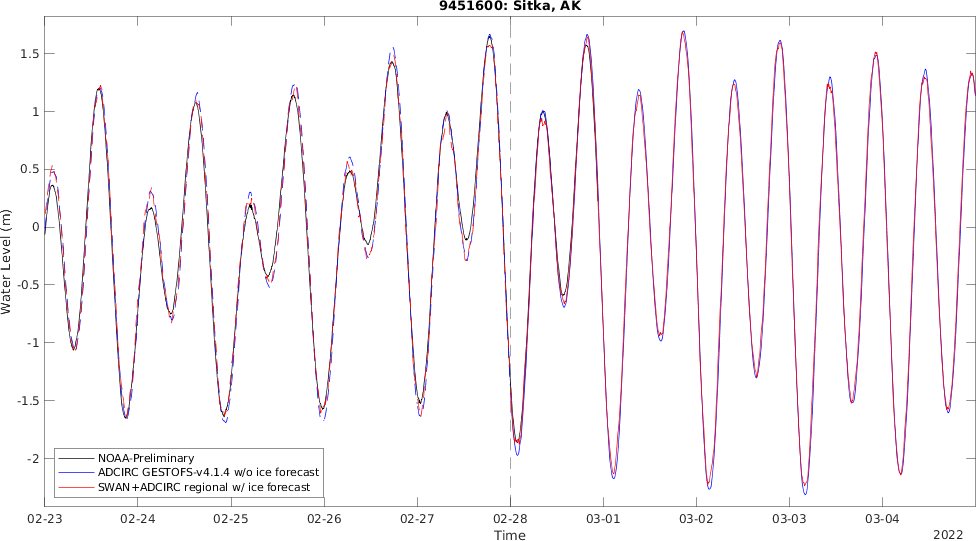 9451600: Sitka, AK
Water Level (m)
1.5
1
0.5
0
-0.5
-1
-1.5
-2
NOAA-Preliminary
ADCIRC GESTOFS-v4.1.4 w/o ice forecast
SWAN+ADCIRC regional w/ ice forecast
02-23 02-24 02-25 02-26 02-27 02-28 03-01 03-02 03-03 03-04
Time
2022